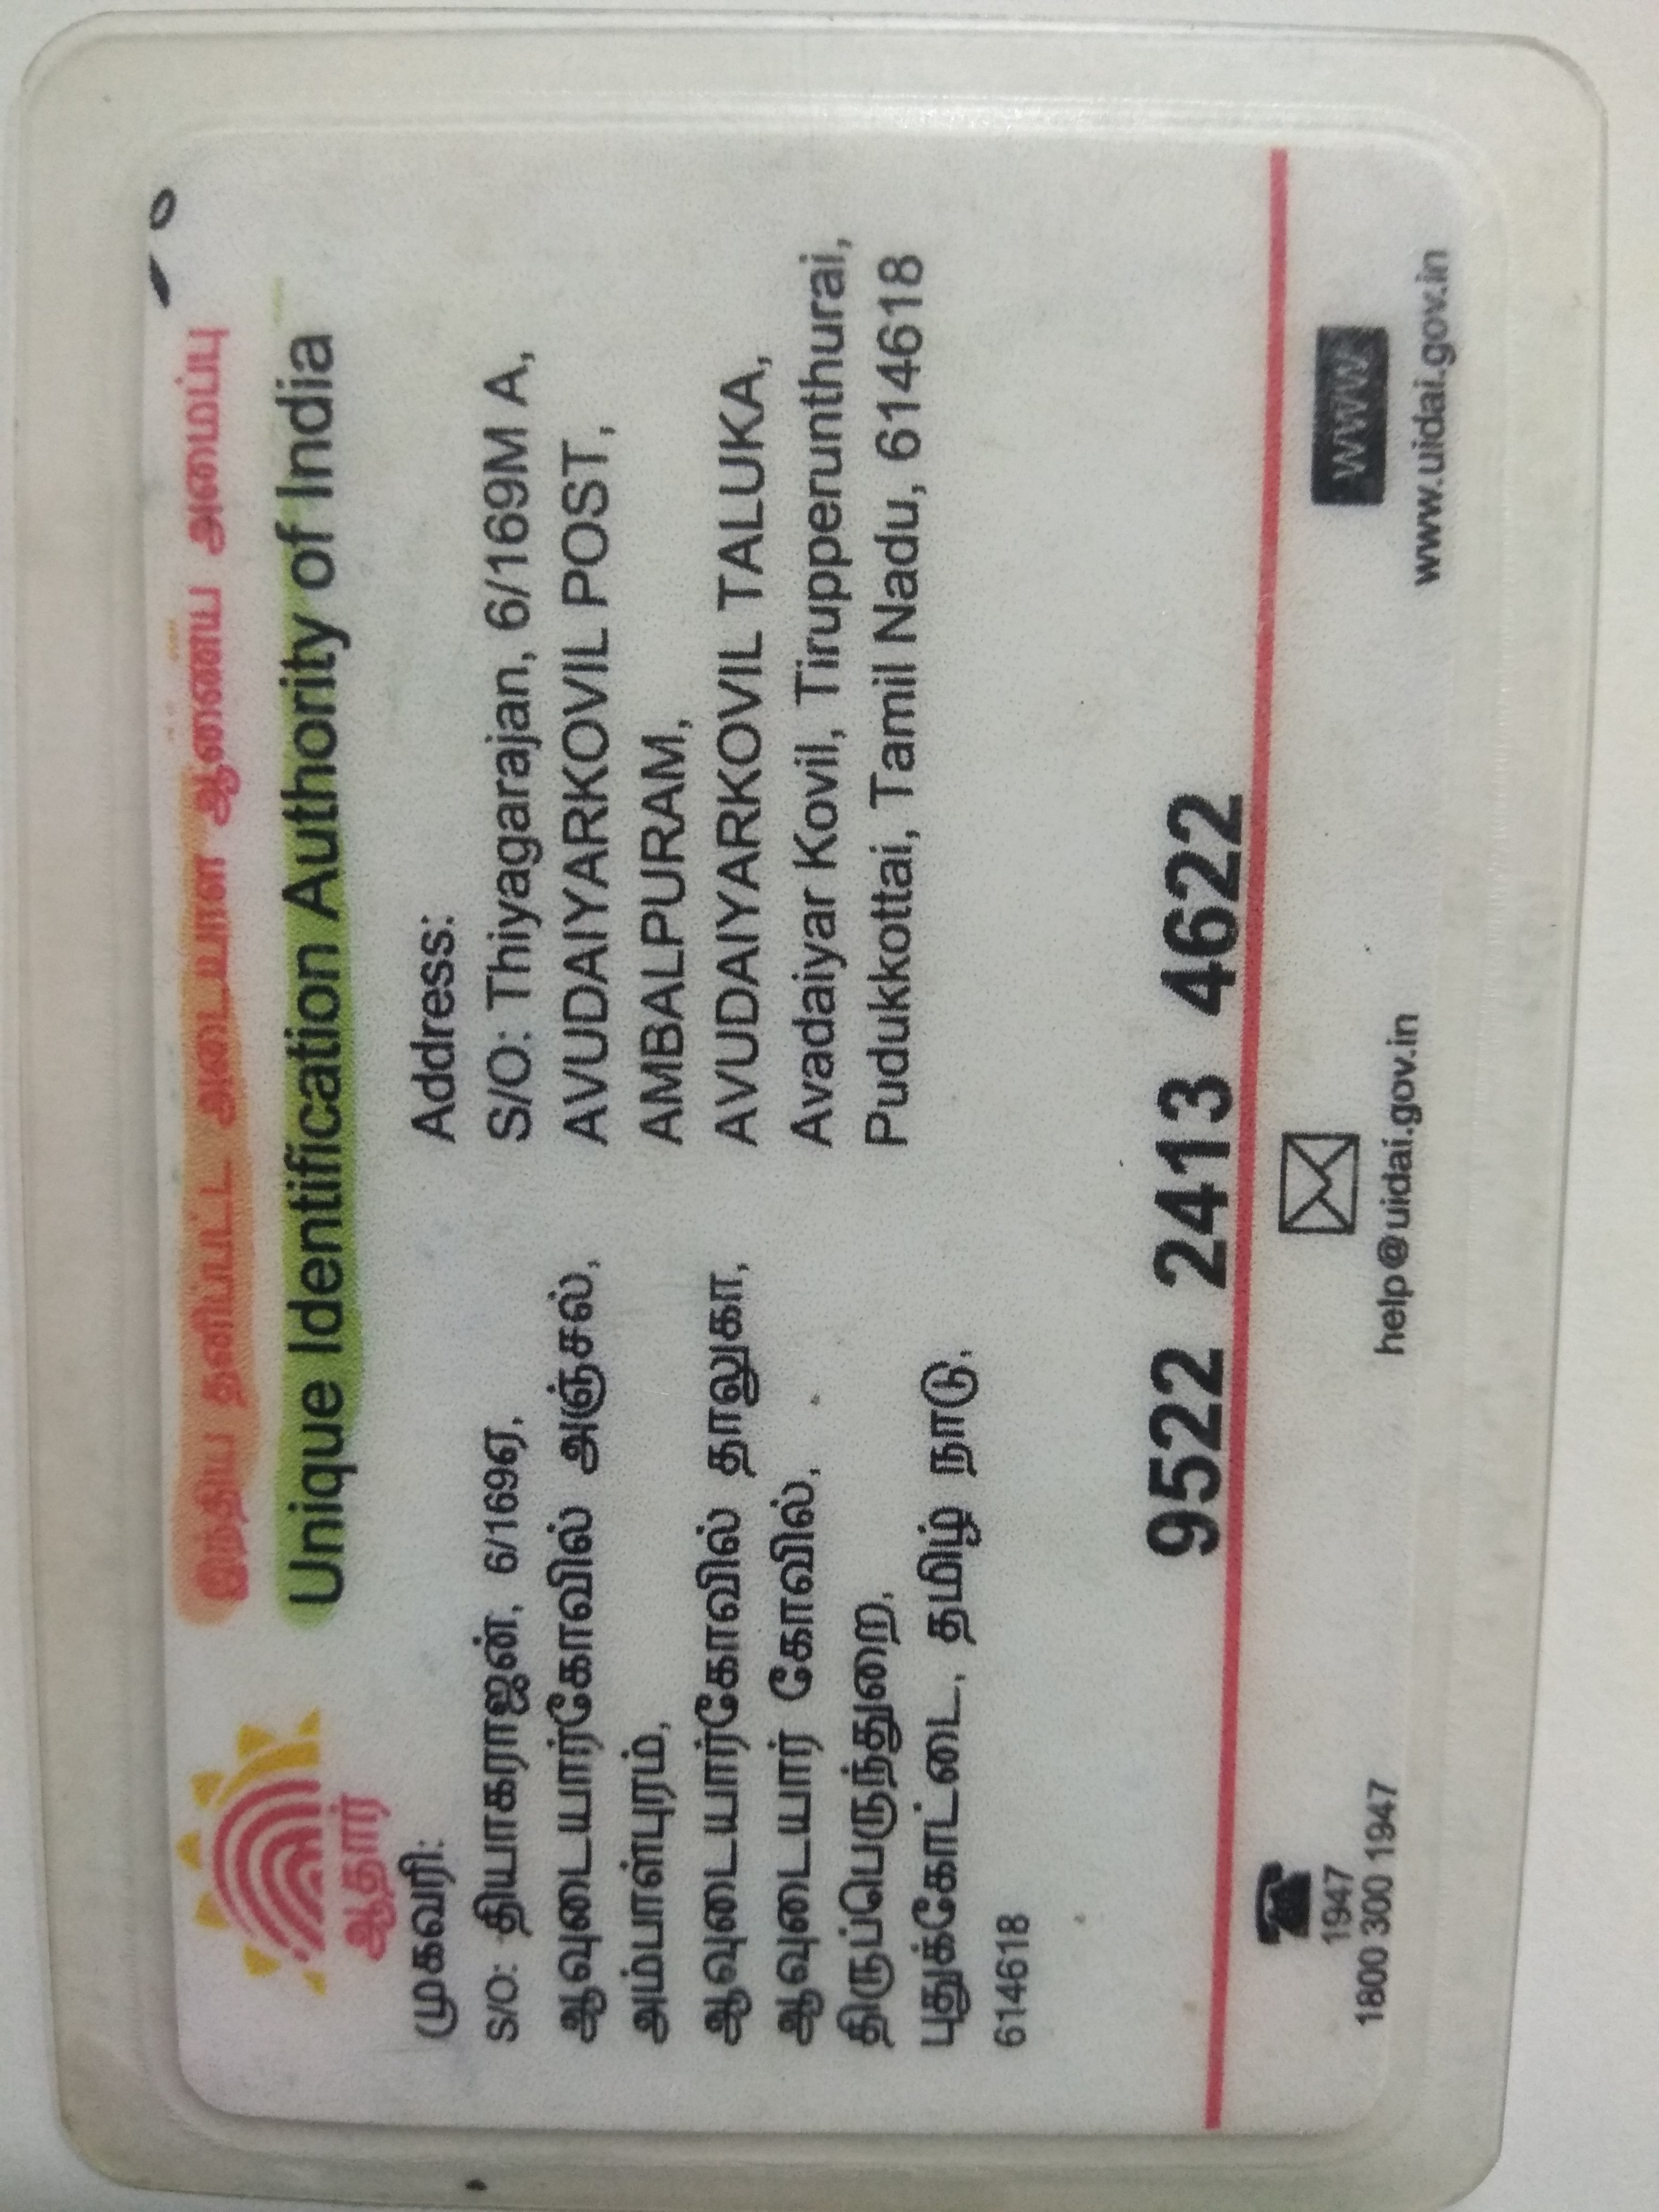 இந்திய தனிப்பட்ட அடையாள ஆணைய அமைப்பு
Unique Identification Authority of India
ஆதார்
முகவரி:
S/O: தியாகராஜன், 6/169ஏ,
ஆவுடையார்கோவில் அஞ்சல்,
அம்பாள்புரம்,
ஆவுடையார்கோவில் தாலுகா,
ஆவுடையார் கோவில்,
திருப்பெருந்துறை,
புதுக்கோட்டை, தமிழ் நாடு,
614618
Address:
S/O: Thiyagarajan, 6/169M A,
AVUDAIYARKOVIL POST,
AMBALPURAM,
AVUDAIYARKOVIL TALUKA,
Avadaiyar Kovil, Tirupperunthurai,
Pudukkottai, Tamil Nadu, 614618
9522 2413 4622
1947
1800 300 1947
help@uidai.gov.in
WWW
www.uidai.gov.in